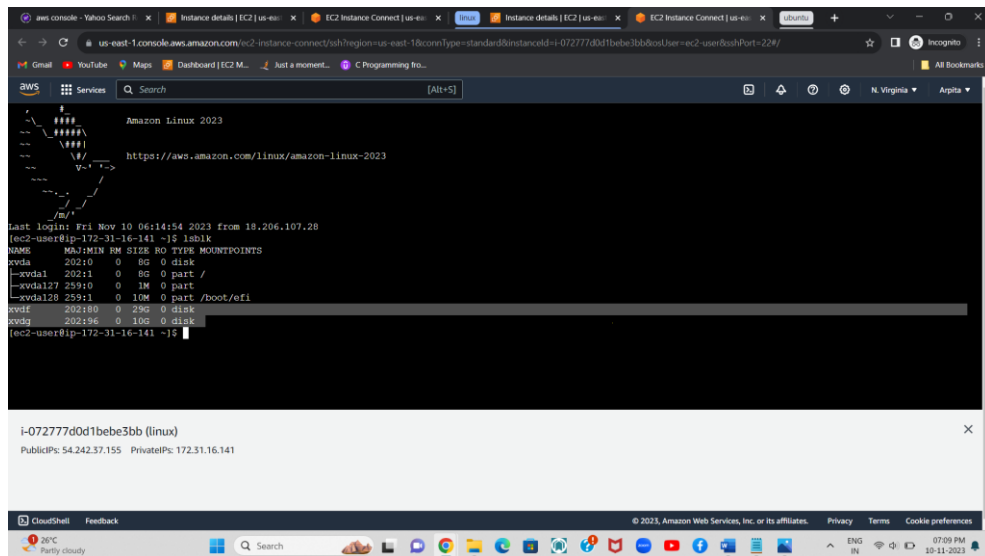 aws console - Yahoo Search R
Instance details | EC2 | us-eas
EC2 Instance Connect | us-eas
linux
Instance details | EC2 | us-eas
EC2 Instance Connect | us-eas
ubuntu
us-east-1.console.aws.amazon.com/ec2-instance-connect/ssh?region=us-east-1&connType=standard&instanceId=i-072777d0d1bebe3bb&osUser=ec2-user&sshPort=22#/
Incognito
Gmail YouTube Maps Dashboard | EC2 M... Just a moment... C Programming fro...
All Bookmarks
aws Services Search [Alt+S] N. Virginia Arpita
Amazon Linux 2023
https://aws.amazon.com/linux/amazon-linux-2023
Last login: Fri Nov 10 06:14:54 2023 from 18.206.107.28
[ec2-user@ip-172-31-16-141 ~]$ lsblk
NAME MAJ:MIN RM SIZE RO TYPE MOUNTPOINTS
xvda 202:0 0 8G 0 disk
├─xvda1 202:1 0 8G 0 part /
├─xvda127 259:0 0 1M 0 part
└─xvda128 259:1 0 10M 0 part /boot/efi
xvdf 202:80 0 29G 0 disk
xvdg 202:96 0 10G 0 disk
[ec2-user@ip-172-31-16-141 ~]$
i-072777d0d1bebe3bb (linux)
PublicIPs: 54.242.37.155 PrivateIPs: 172.31.16.141
CloudShell Feedback
© 2023, Amazon Web Services, Inc. or its affiliates. Privacy Terms Cookie preferences
26°C
Partly cloudy
Search
ENG
IN
07:09 PM
10-11-2023